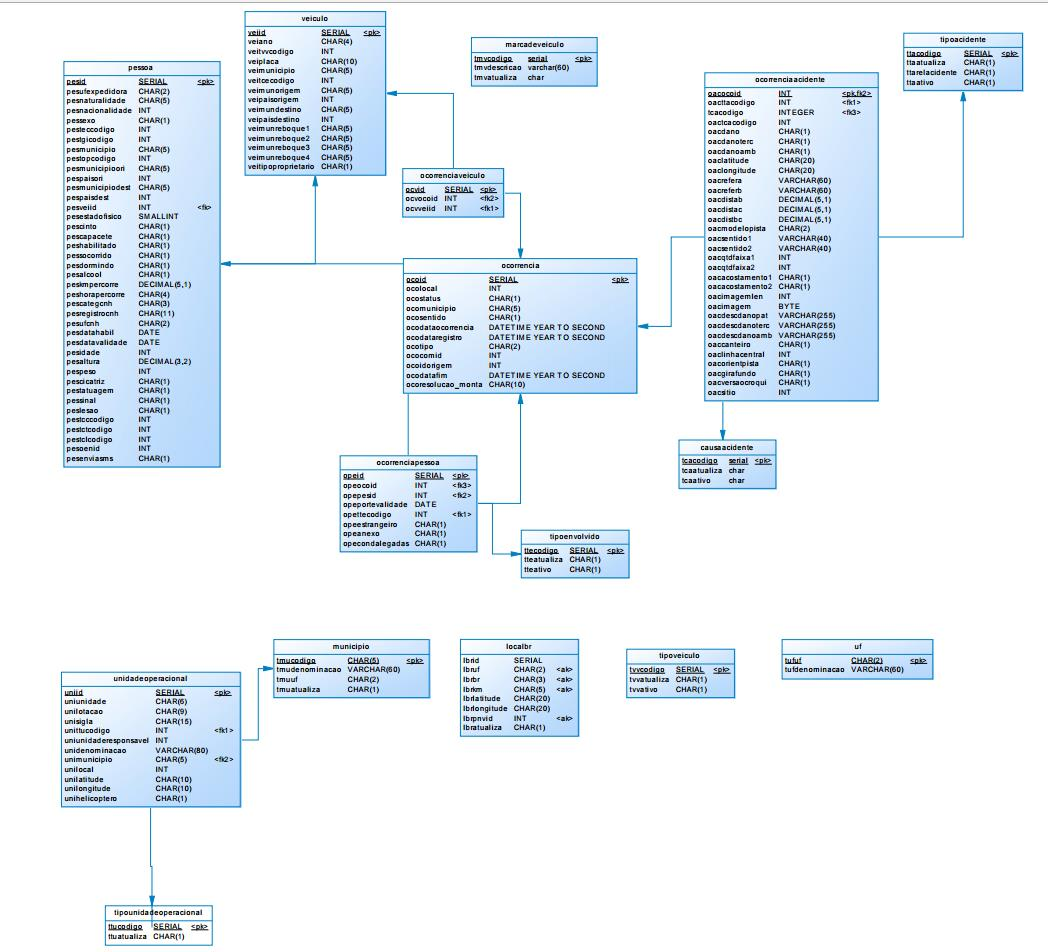 veiculo
veiid SERIAL <pk>
veiano CHAR(4)
veitvvcodigo INT
veiplaca CHAR(10)
veimunicipio CHAR(5)
veitcecodigo INT
veimunorigem CHAR(5)
veipaisorigem INT
veimundestino CHAR(5)
veipaisdestino INT
veimunreboque1 CHAR(5)
veimunreboque2 CHAR(5)
veimunreboque3 CHAR(5)
veimunreboque4 CHAR(5)
veitipoproprietario CHAR(1)
marcadeveiculo
tmvcodigo serial <pk>
tmvdescricao varchar(60)
tmvatualiza char
tipoacidente
ttacodigo SERIAL <pk>
ttaatualiza CHAR(1)
ttarelacidente CHAR(1)
ttaativo CHAR(1)
pessoa
pesid SERIAL <pk>
pesufexpedidora CHAR(2)
pesnaturalidade CHAR(5)
pesnacionalidade INT
pessexo CHAR(1)
pesteccodigo INT
pestgicodigo INT
pesmunicipio CHAR(5)
pestopcodigo INT
pesmunicipioori CHAR(5)
pespaisori INT
pesmunicipiodest CHAR(5)
pespaisdest INT
pesveiid INT <fk>
pesestadofisico SMALLINT
pescinto CHAR(1)
pescapacete CHAR(1)
peshabilitado CHAR(1)
pessocorrido CHAR(1)
pesdormindo CHAR(1)
pesalcool CHAR(1)
peskmpercorre DECIMAL(5,1)
peshorapercorre CHAR(4)
pescategcnh CHAR(3)
pesregistrocnh CHAR(11)
pesufcnh CHAR(2)
pesdatahabil DATE
pesdatavalidade DATE
pesidade INT
pesaltura DECIMAL(3,2)
pespeso INT
pescicatriz CHAR(1)
pestatuagem CHAR(1)
pessinal CHAR(1)
peslesao CHAR(1)
pestcccodigo INT
pestctcodigo INT
pestclcodigo INT
pesoenid INT
pesenviasms CHAR(1)
ocorrenciaacidente
oacocoid INT <pk,fk2>
oacttacodigo INT <fk1>
tcacodigo INTEGER <fk3>
oactcacodigo INT
oacdano CHAR(1)
oacdanoterc CHAR(1)
oacdanoamb CHAR(1)
oaclatitude CHAR(20)
oaclongitude CHAR(20)
oacrefera VARCHAR(60)
oacreferb VARCHAR(60)
oacdistab DECIMAL(5,1)
oacdistac DECIMAL(5,1)
oacdistbc DECIMAL(5,1)
oacmodelopista CHAR(2)
oacsentido1 VARCHAR(40)
oacsentido2 VARCHAR(40)
oacqtdfaixa1 INT
oacqtdfaixa2 INT
oacacostamento1 CHAR(1)
oacacostamento2 CHAR(1)
oacimagemlen INT
oacimagem BYTE
oacdescdanopat VARCHAR(255)
oacdescdanoterc VARCHAR(255)
oacdescdanoamb VARCHAR(255)
oaccanteiro CHAR(1)
oaclinhacentral INT
oacorientpista CHAR(1)
oacgirafundo CHAR(1)
oacversaocroqui CHAR(1)
oacsitio INT
ocorrenciaveiculo
ocvid SERIAL <pk>
ocvocoid INT <fk2>
ocvveiid INT <fk1>
ocorrencia
ocoid SERIAL <pk>
ocolocal INT
ocostatus CHAR(1)
ocomunicipio CHAR(5)
ocosentido CHAR(1)
ocodataocorrencia DATETIME YEAR TO SECOND
ocodataregistro DATETIME YEAR TO SECOND
ocotipo CHAR(2)
ococomid INT
ocoidorigem INT
ocodatafim DATETIME YEAR TO SECOND
ocoresolucao_monta CHAR(10)
causaacidente
tcacodigo serial <pk>
tcaatualiza char
tcaativo char
ocorrenciapessoa
opeid SERIAL <pk>
opeocoid INT <fk3>
opepesid INT <fk2>
opeportevalidade DATE
opettecodigo INT <fk1>
opeestrangeiro CHAR(1)
opeanexo CHAR(1)
opecondalegadas CHAR(1)
tipoenvolvido
ttecodigo SERIAL <pk>
tteatualiza CHAR(1)
tteativo CHAR(1)
municipio
tmucodigo CHAR(5) <pk>
tmudenominacao VARCHAR(60)
tmuuf CHAR(2)
tmuatualiza CHAR(1)
localbr
lbrid SERIAL
lbruf CHAR(2) <ak>
lbrbr CHAR(3) <ak>
lbrkm CHAR(5) <ak>
lbrlatitude CHAR(20)
lbrlongitude CHAR(20)
lbrpnvid INT <ak>
lbratualiza CHAR(1)
tipoveiculo
tvvcodigo SERIAL <pk>
tvvatualiza CHAR(1)
tvvativo CHAR(1)
uf
tufuf CHAR(2) <pk>
tufdenominacao VARCHAR(60)
unidadeoperacional
uniid SERIAL <pk>
uniunidade CHAR(6)
unilotacao CHAR(9)
unisigla CHAR(15)
unittucodigo INT <fk1>
uniunidaderesponsavel INT
unidenominacao VARCHAR(80)
unimunicipio CHAR(5) <fk2>
unilocal INT
unilatitude CHAR(10)
unilongitude CHAR(10)
unihelicoptero CHAR(1)
tipounidadeoperacional
ttucodigo SERIAL <pk>
ttuatualiza CHAR(1)